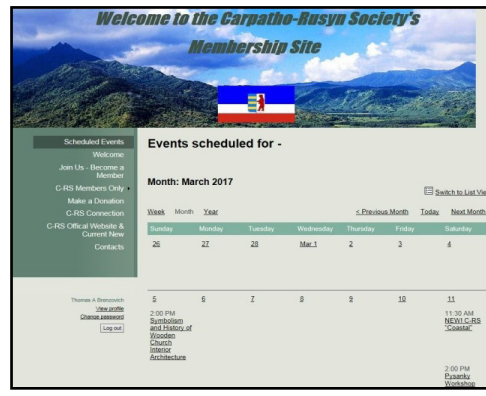 Welcome to the Carpatho-Rusyn Society's
Membership Site
Scheduled Events
Welcome
Join Us - Become a
Member
C-RS Members Only
Make a Donation
C-RS Connection
C-RS Offical Website &
Current New
Contacts
Thomas A Brenzovich
View profile
Change password
Log out
Events scheduled for -
Month: March 2017
Switch to List Vie
Week Month Year
< Previous Month Today Next Month
Sunday Monday Tuesday Wednesday Thursday Friday Saturday
26 27 28 Mar 1 2 3 4
5 6 7 8 9 10 11
2:00 PM
Symbolism
and History of
Wooden
Church
Interior
Architecture
11:30 AM
NEW! C-RS
"Coastal"
2:00 PM
Pysanky
Workshop